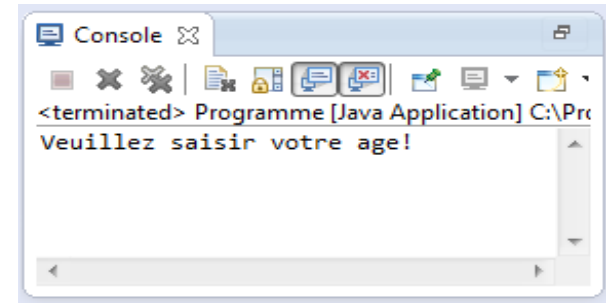 Console
<terminated> Programme [Java Application] C:\Pro
Veuillez saisir votre age!